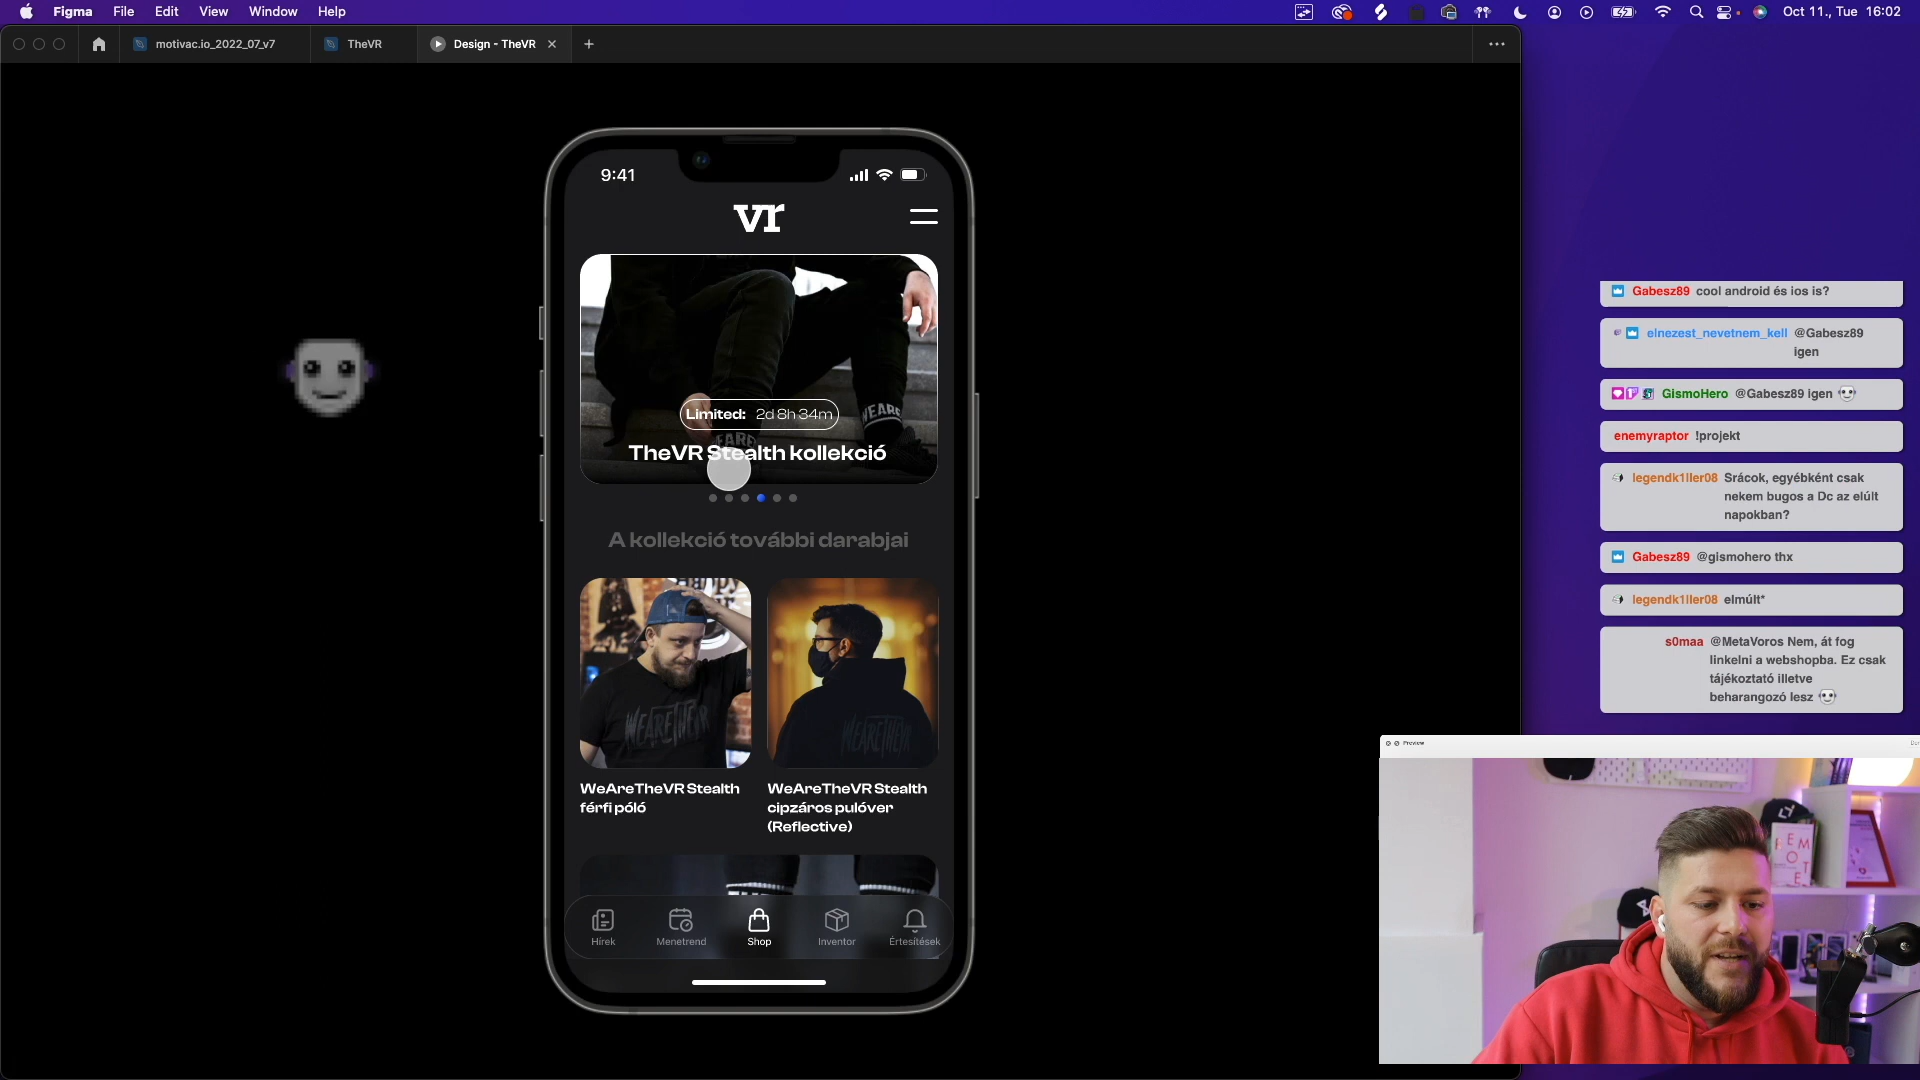 Figma File Edit View Window Help
Oct 11., Tue 16:02
motivac.io_2022_07_v7
TheVR
Design - TheVR
9:41
vr
Limited: 2d 8h 34m
TheVR Stealth kollekció
A kollekció további darabjai
WEARETHEVR
WEARETHEVR
WeAreTheVR Stealth
férfi póló
WeAreTheVR Stealth
cipzáros pulóver
(Reflective)
Hírek
Menetrend
Shop
Inventor
Értesítések
Gabesz89 cool android és ios is?
elnezest_nevetnem_kell @Gabesz89
igen
GismoHero @Gabesz89 igen
enemyraptor !projekt
legendk1ller08 Srácok, egyébként csak
nekem bugos a Dc az elúlt
napokban?
Gabesz89 @gismohero thx
legendk1ller08 elmúlt*
s0maa @MetaVoros Nem, át fog
linkelni a webshopba. Ez csak
tájékoztató illetve
beharangozó lesz
Preview
REMOTE